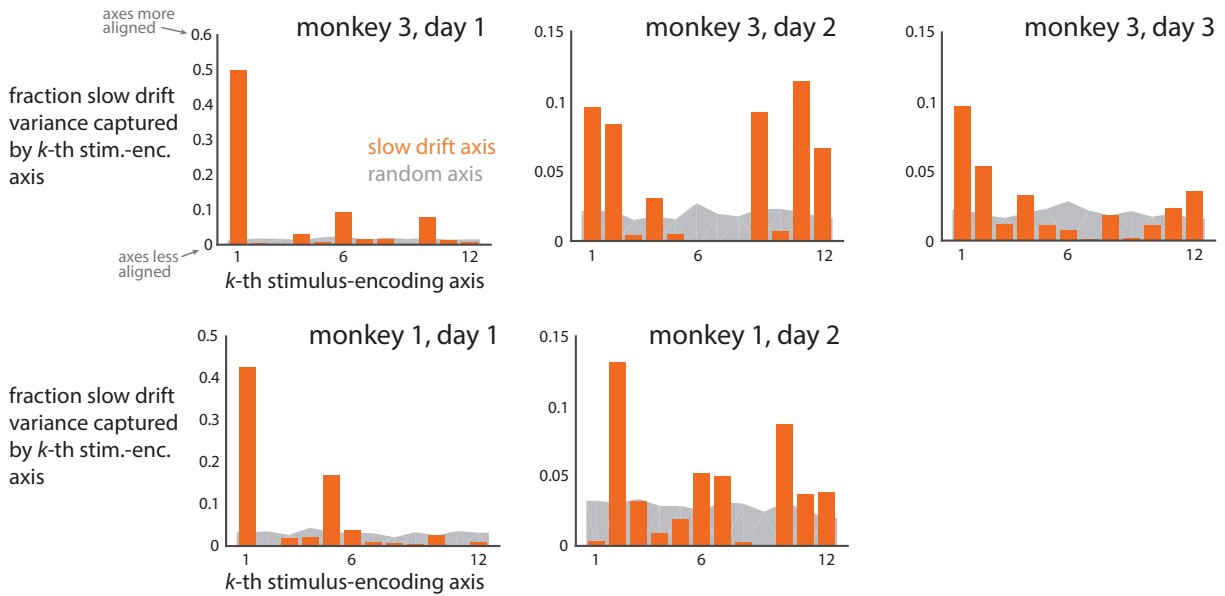 axes more
aligned
monkey 3, day 1
0.6
0.5
0.4
0.3
0.2
0.1
0
fraction slow drift
variance captured
by k-th stim.-enc.
axis
slow drift axis
random axis
axes less
aligned
1
6
12
k-th stimulus-encoding axis
monkey 3, day 2
0.15
0.1
0.05
0
1
6
12
monkey 3, day 3
0.15
0.1
0.05
0
1
6
12
monkey 1, day 1
0.5
0.4
0.3
0.2
0.1
0
fraction slow drift
variance captured
by k-th stim.-enc.
axis
1
6
12
k-th stimulus-encoding axis
monkey 1, day 2
0.15
0.1
0.05
0
1
6
12